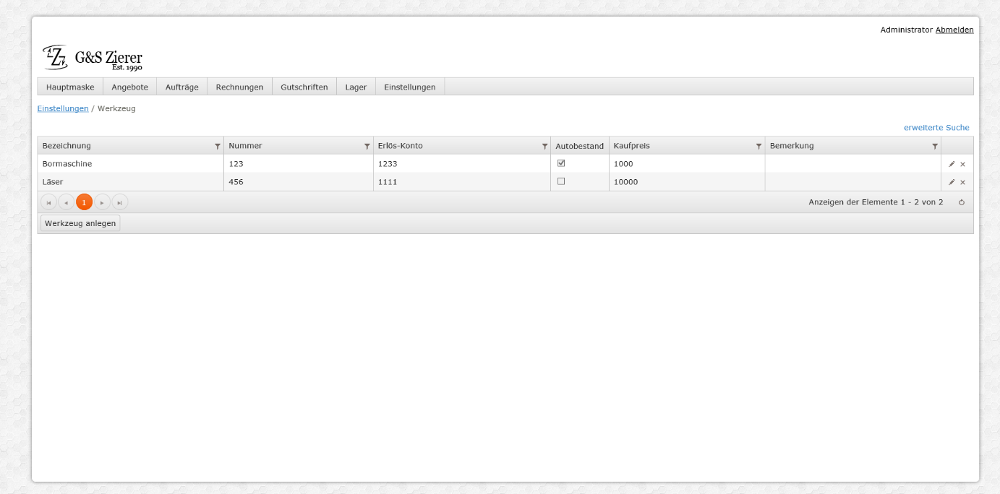 Administrator Abmelden
G&S Zierer
Est. 1990
Hauptmaske Angebote Aufträge Rechnungen Gutschriften Lager Einstellungen
Einstellungen / Werkzeug
erweiterte Suche
Bezeichnung Nummer Erlös-Konto Autobestand Kaufpreis Bemerkung
Bormaschine 123 1233 1000
Läser 456 1111 10000
1 Anzeigen der Elemente 1 - 2 von 2
Werkzeug anlegen